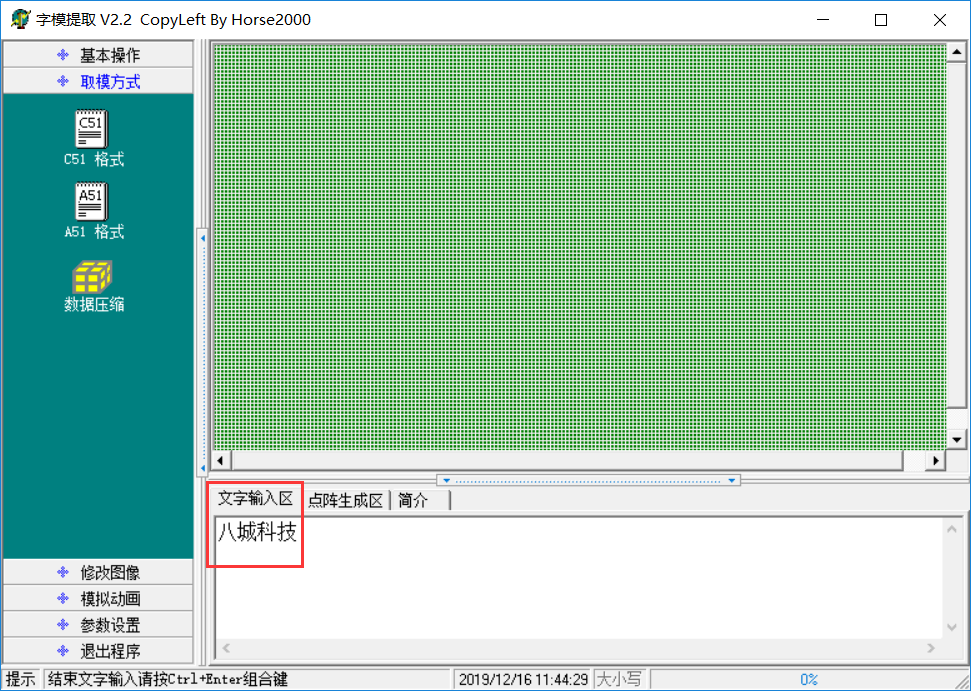 字模提取 V2.2 CopyLeft By Horse2000
基本操作
取模方式
C51
C51 格式
A51
A51 格式
数据压缩
修改图像
模拟动画
参数设置
退出程序
文字输入区 点阵生成区 简介
八城科技
提示 结束文字输入请按Ctrl+Enter组合键 2019/12/16 11:44:29 大小写 0%